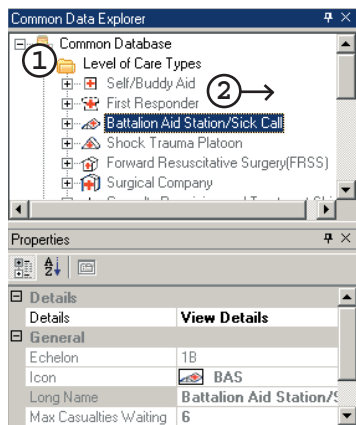 Common Data Explorer
Common Database
1
Level of Care Types
Self/Buddy Aid
2
First Responder
Battalion Aid Station/Sick Call
Shock Trauma Platoon
Forward Resuscitative Surgery(FRSS)
Surgical Company
Properties
Details
Details View Details
General
Echelon 1B
Icon BAS
Long Name Battalion Aid Station/S
Max Casualties Waiting 6